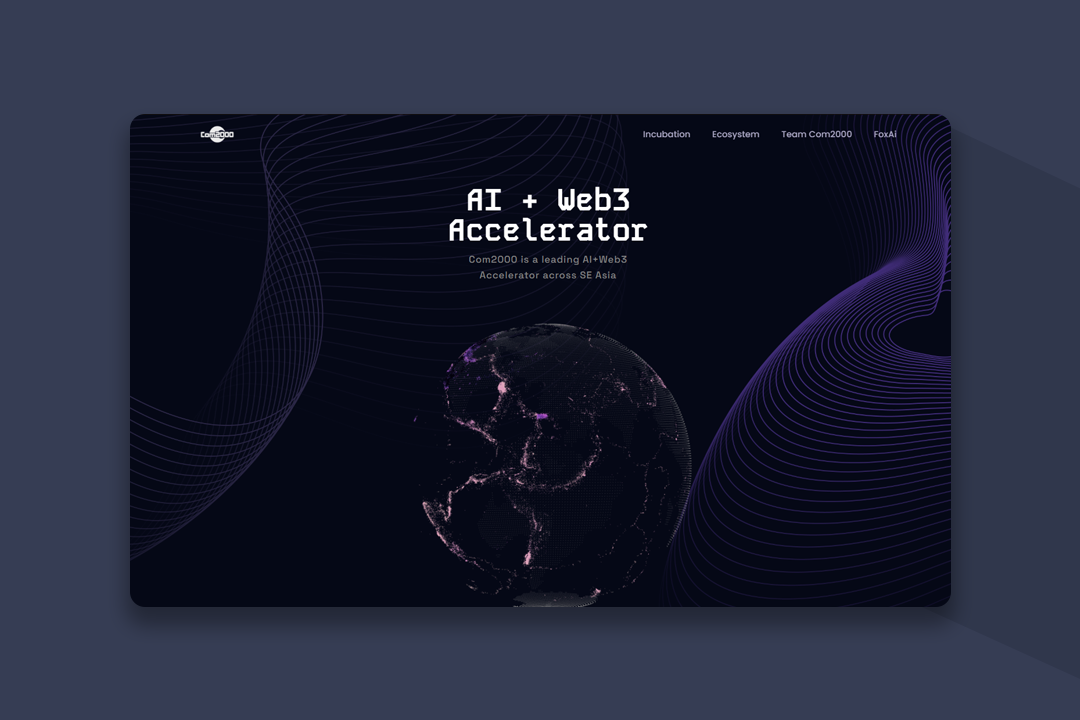 Com2000
Incubation Ecosystem Team Com2000 FoxAi
AI + Web3
Accelerator
Com2000 is a leading AI+Web3
Accelerator across SE Asia